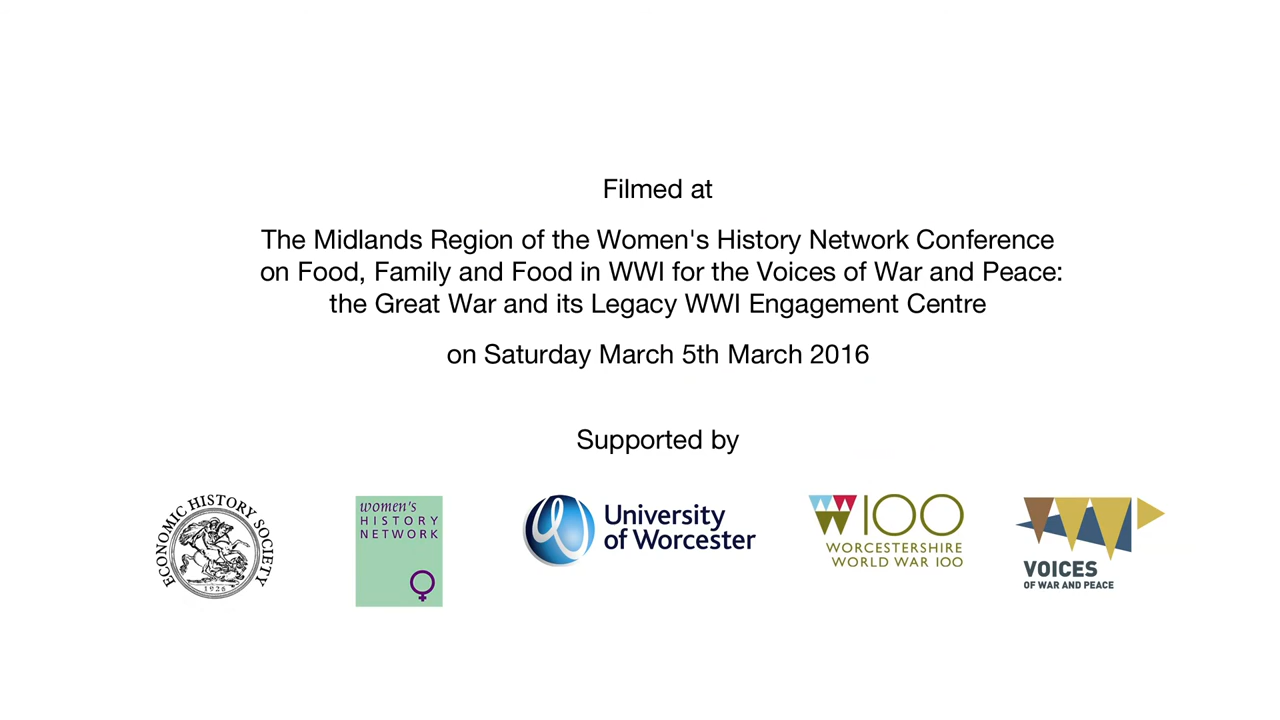 Filmed at
The Midlands Region of the Women's History Network Conference
on Food, Family and Food in WWI for the Voices of War and Peace:
the Great War and its Legacy WWI Engagement Centre
on Saturday March 5th March 2016
Supported by
ECONOMIC HISTORY SOCIETY
1926
women's
HISTORY
NETWORK
University
of Worcester
W100
WORCESTERSHIRE
WORLD WAR 100
VOICES
OF WAR AND PEACE